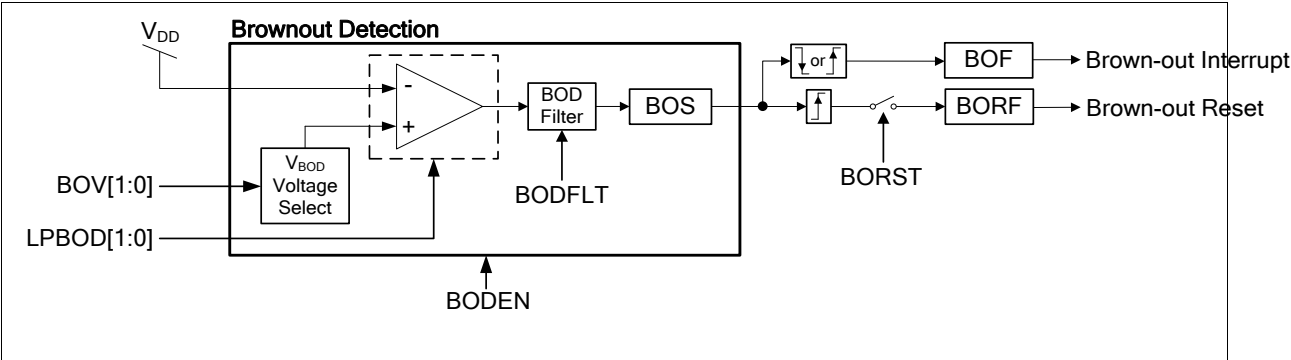 Brownout Detection
VDD
-
+
VBOD
Voltage
Select
BOD
Filter
BOS
or
BOF
Brown-out Interrupt
BORF
Brown-out Reset
BOV[1:0]
LPBOD[1:0]
BODFLT
BORST
BODEN